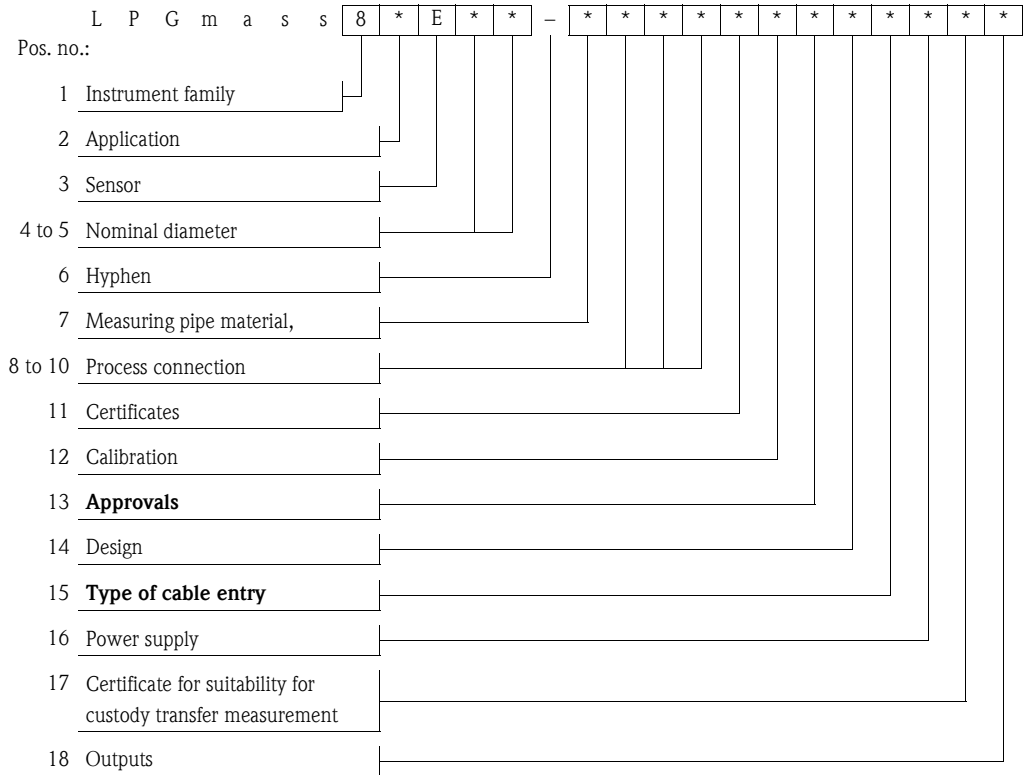 L P G m a s s 8 * E * * – * * * * * * * * * * * *
Pos. no.:
1 Instrument family
2 Application
3 Sensor
4 to 5 Nominal diameter
6 Hyphen
7 Measuring pipe material,
8 to 10 Process connection
11 Certificates
12 Calibration
13 Approvals
14 Design
15 Type of cable entry
16 Power supply
17 Certificate for suitability for
custody transfer measurement
18 Outputs